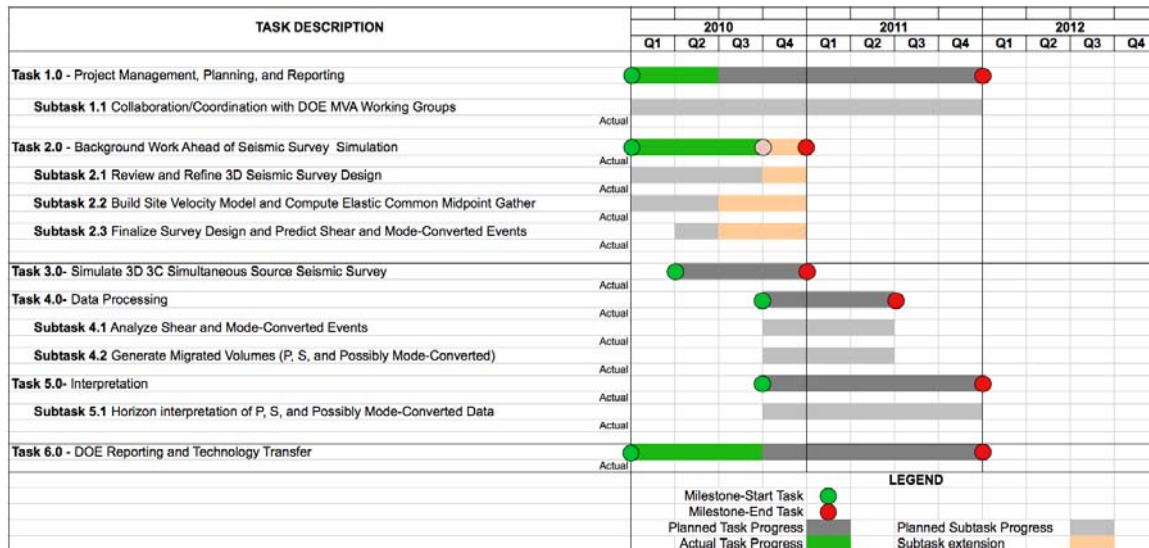 TASK DESCRIPTION 2010 2011 2012
Q1 Q2 Q3 Q4 Q1 Q2 Q3 Q4 Q1 Q2 Q3 Q4
Task 1.0 - Project Management, Planning, and Reporting
Subtask 1.1 Collaboration/Coordination with DOE MVA Working Groups
Actual
Task 2.0 - Background Work Ahead of Seismic Survey Simulation
Actual
Subtask 2.1 Review and Refine 3D Seismic Survey Design
Actual
Subtask 2.2 Build Site Velocity Model and Compute Elastic Common Midpoint Gather
Actual
Subtask 2.3 Finalize Survey Design and Predict Shear and Mode-Converted Events
Actual
Task 3.0- Simulate 3D 3C Simultaneous Source Seismic Survey
Actual
Task 4.0- Data Processing
Actual
Subtask 4.1 Analyze Shear and Mode-Converted Events
Actual
Subtask 4.2 Generate Migrated Volumes (P, S, and Possibly Mode-Converted)
Actual
Task 5.0- Interpretation
Actual
Subtask 5.1 Horizon interpretation of P, S, and Possibly Mode-Converted Data
Actual
Task 6.0 - DOE Reporting and Technology Transfer
Actual
LEGEND
Milestone-Start Task
Milestone-End Task
Planned Task Progress Planned Subtask Progress
Actual Task Progress Subtask extension